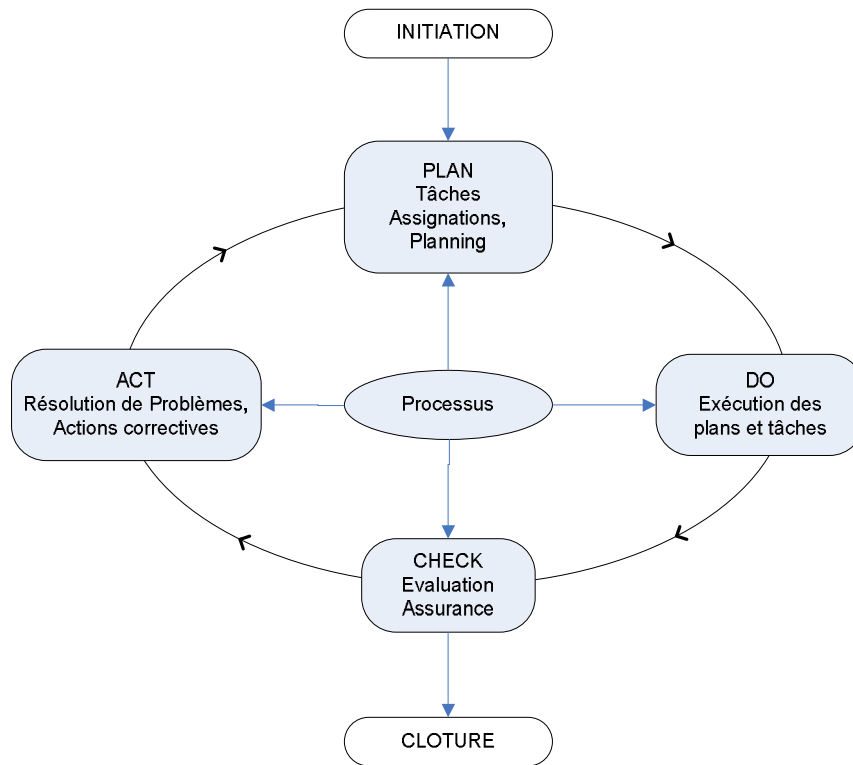 INITIATION
PLAN
Tâches
Assignations,
Planning
ACT
Résolution de Problèmes,
Actions correctives
Processus
DO
Exécution des
plans et tâches
CHECK
Evaluation
Assurance
CLOTURE